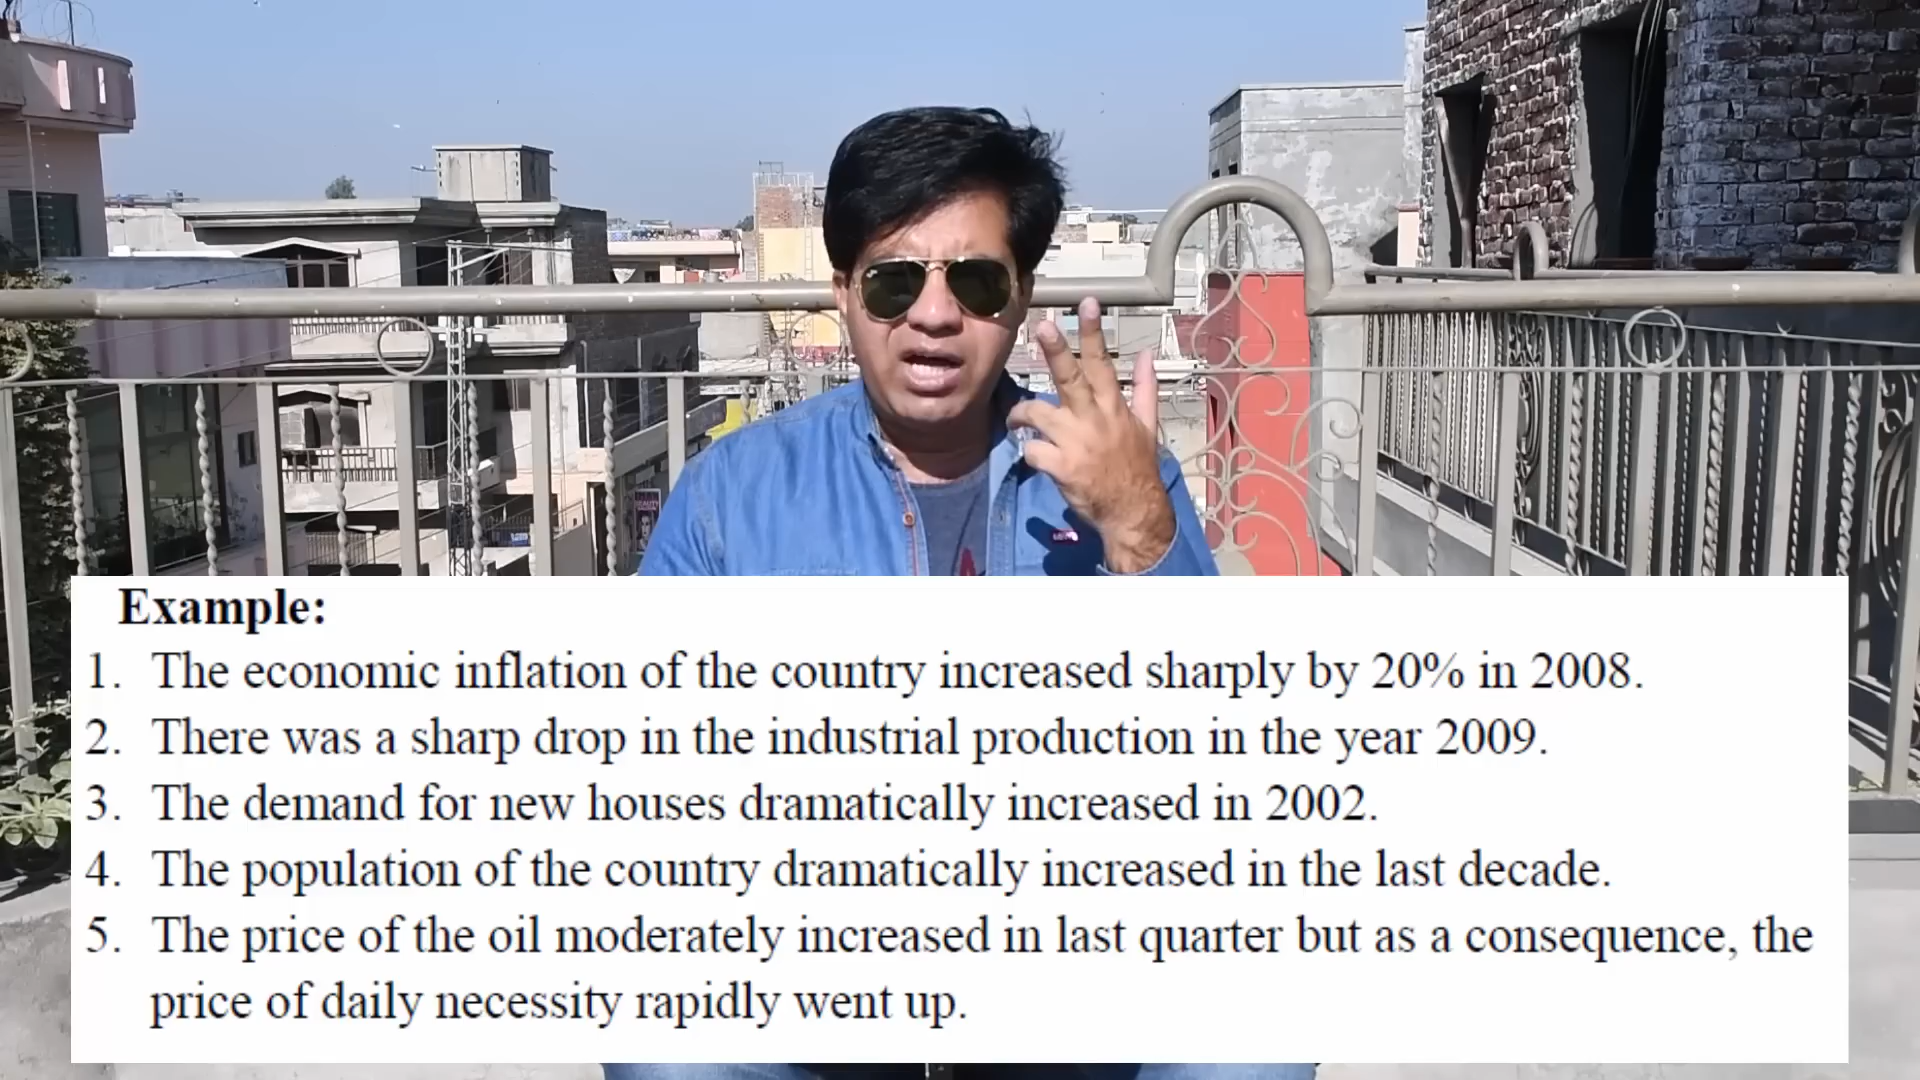 Example:
1. The economic inflation of the country increased sharply by 20% in 2008.
2. There was a sharp drop in the industrial production in the year 2009.
3. The demand for new houses dramatically increased in 2002.
4. The population of the country dramatically increased in the last decade.
5. The price of the oil moderately increased in last quarter but as a consequence, the
price of daily necessity rapidly went up.